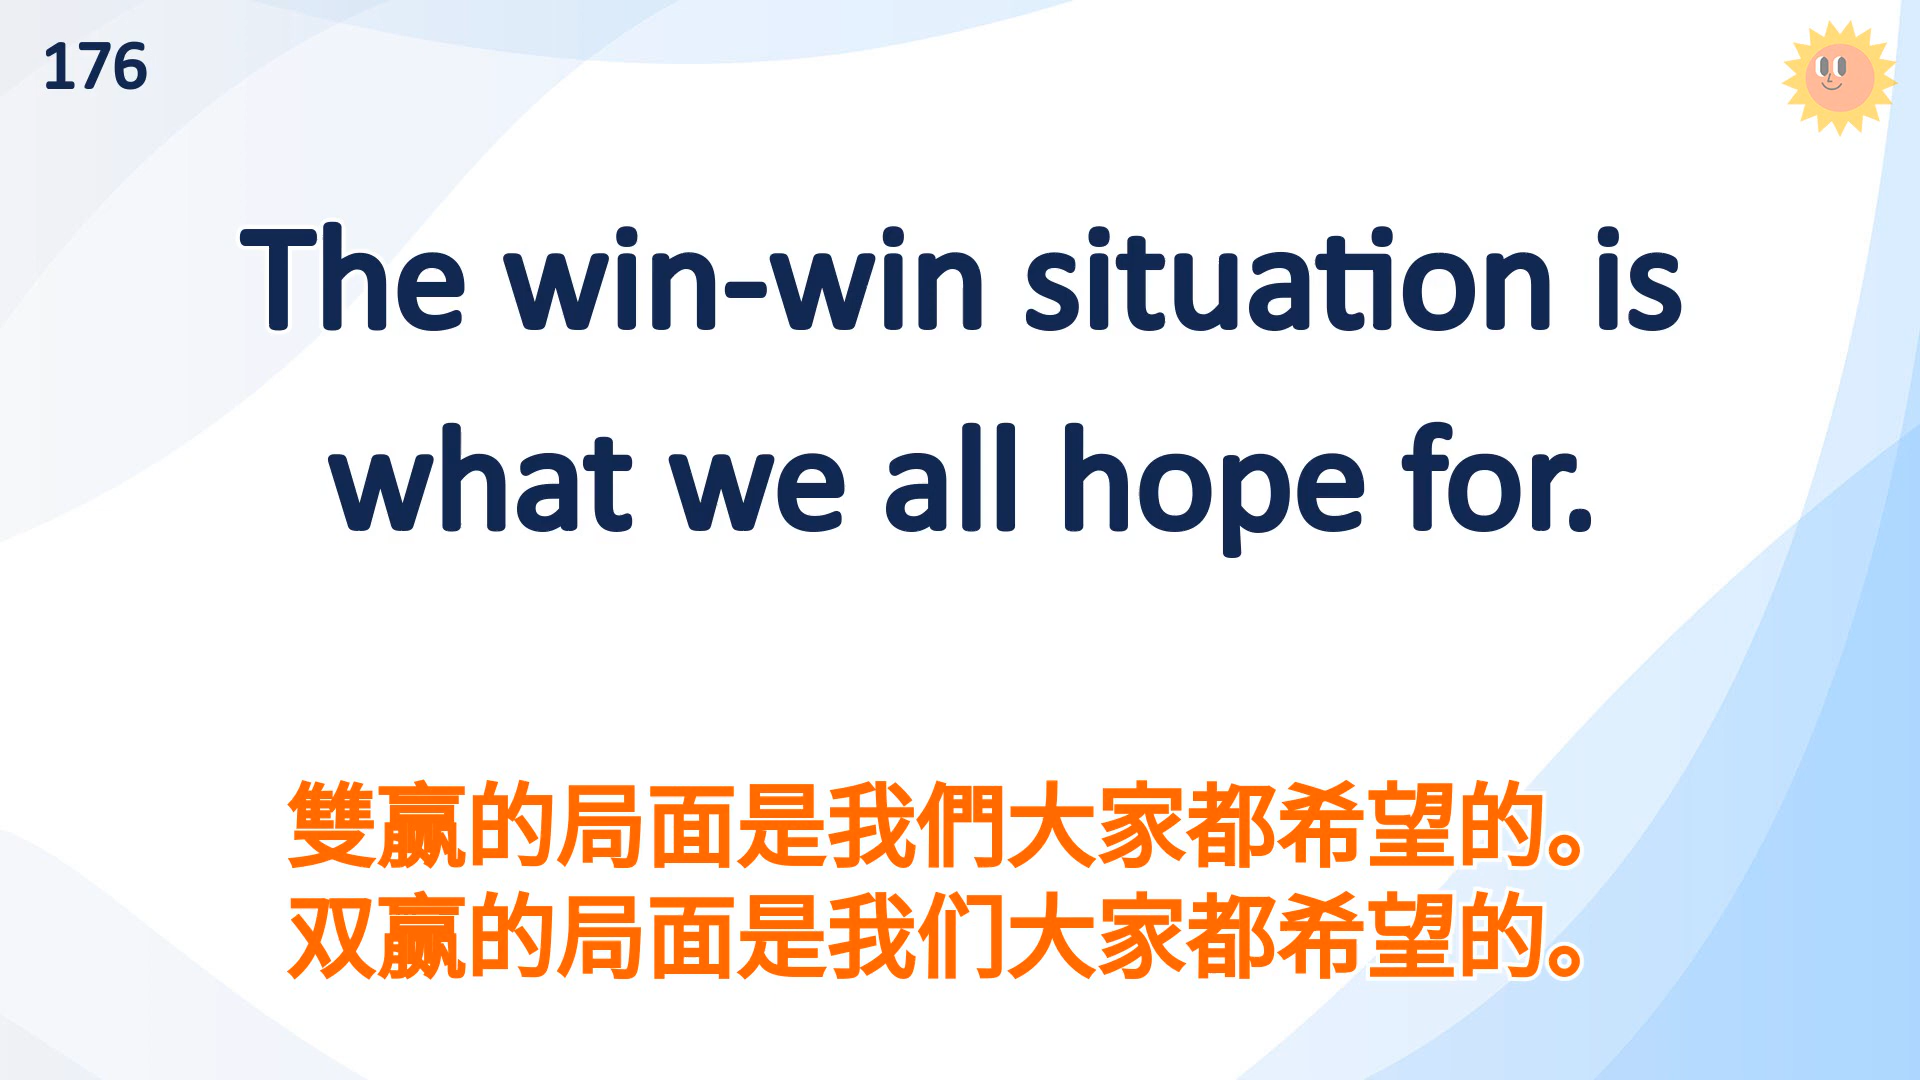 176
The win-win situation is
what we all hope for.
雙赢的局面是我們大家都希望的。
双赢的局面是我们大家都希望的。